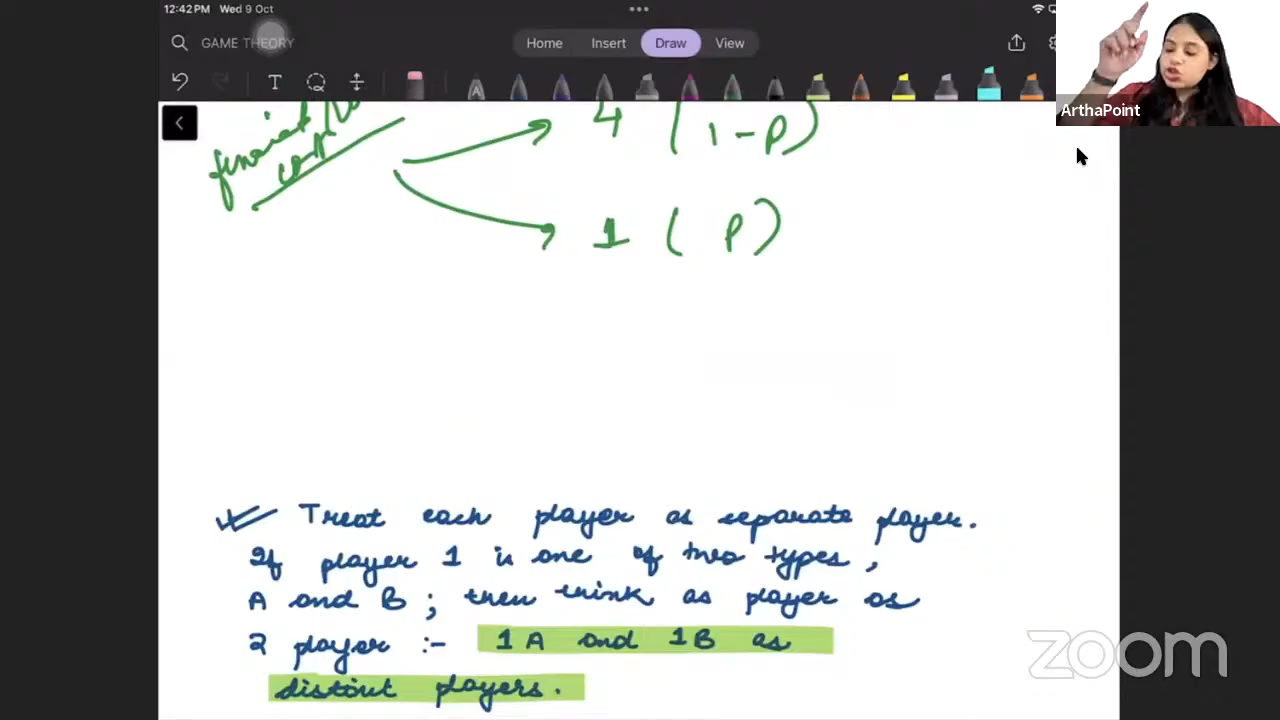 12:42 PM Wed 9 Oct
GAME THEORY
Home Insert Draw View
T
A
ArthaPoint
4 (1-P)
1 (P)
Treat each player as separate player.
If player 1 is one of two types,
A and B ; then think as player as
2 player :- 1A and 1B as
distinct players.
zoom